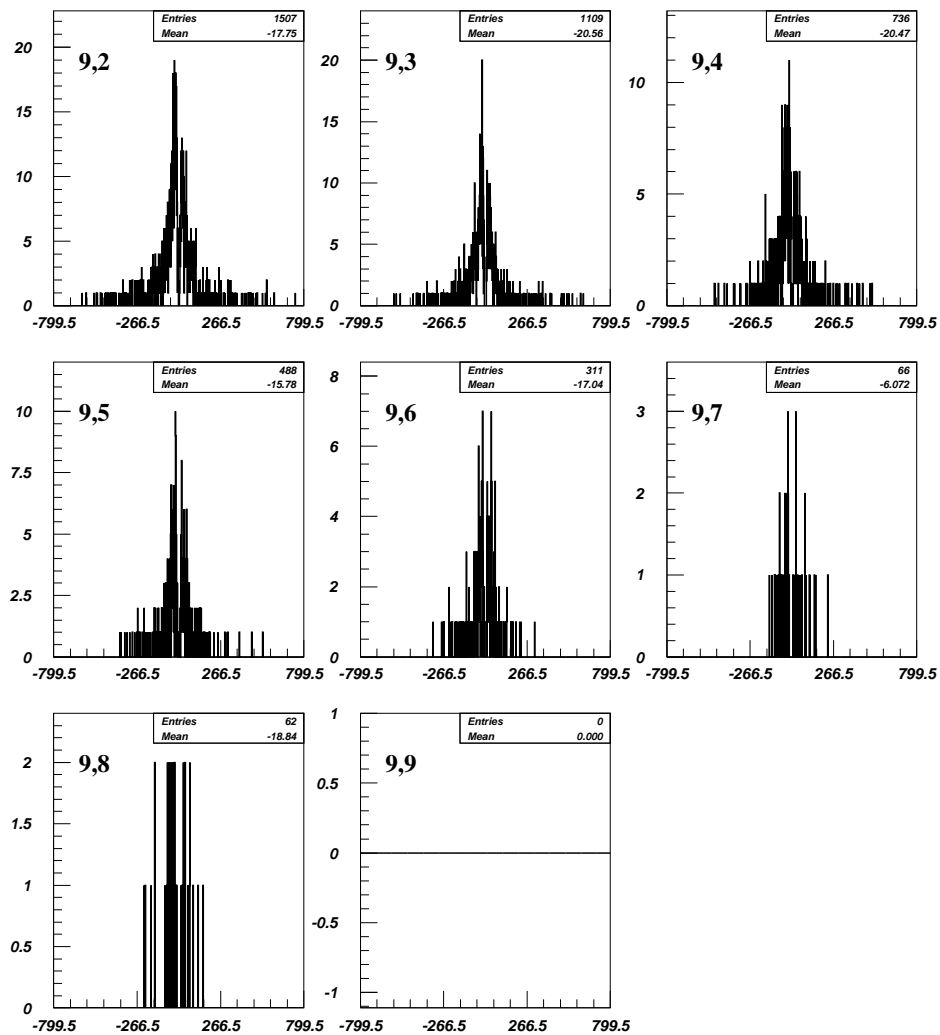 Entries 1507
Mean -17.75
9,2
20
15
10
5
0
-799.5 -266.5 266.5 799.5
Entries 1109
Mean -20.56
9,3
20
15
10
5
0
-799.5 -266.5 266.5 799.5
Entries 736
Mean -20.47
9,4
10
5
0
-799.5 -266.5 266.5 799.5
Entries 488
Mean -15.78
9,5
10
7.5
5
2.5
0
-799.5 -266.5 266.5 799.5
Entries 311
Mean -17.04
9,6
8
6
4
2
0
-799.5 -266.5 266.5 799.5
Entries 66
Mean -6.072
9,7
3
2
1
0
-799.5 -266.5 266.5 799.5
Entries 62
Mean -18.84
9,8
2
1.5
1
0.5
0
-799.5 -266.5 266.5 799.5
Entries 0
Mean 0.000
9,9
1
0.5
0
-0.5
-1
-799.5 -266.5 266.5 799.5